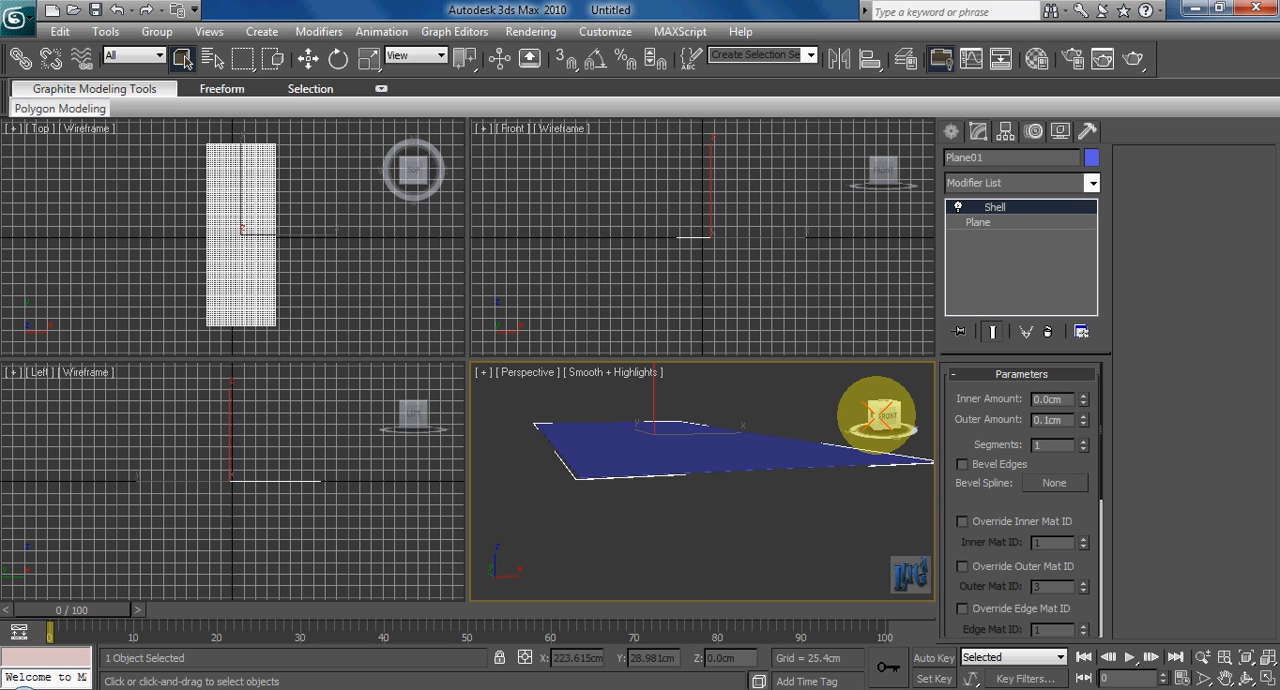 Autodesk 3ds Max 2010 Untitled
Type a keyword or phrase
Edit Tools Group Views Create Modifiers Animation Graph Editors Rendering Customize MAXScript Help
All View Create Selection Se
Graphite Modeling Tools Freeform Selection
Polygon Modeling
[ + ] [ Top ] [ Wireframe ]
TOP
[ + ] [ Front ] [ Wireframe ]
FRONT
[ + ] [ Left ] [ Wireframe ]
LEFT
[ + ] [ Perspective ] [ Smooth + Highlights ]
FRONT
Plane01
Modifier List
Shell
Plane
- Parameters
Inner Amount: 0.0cm
Outer Amount: 0.1cm
Segments: 1
Bevel Edges
Bevel Spline: None
Override Inner Mat ID
Inner Mat ID: 1
Override Outer Mat ID
Outer Mat ID: 3
Override Edge Mat ID
Edge Mat ID: 1
< 0 / 100 >
0 10 20 30 40 50 60 70 80 90 100
1 Object Selected X: 223.615cm Y: 28.981cm Z: 0.0cm Grid = 25.4cm Auto Key Selected
Welcome to Click or click-and-drag to select objects Add Time Tag Set Key Key Filters... 0